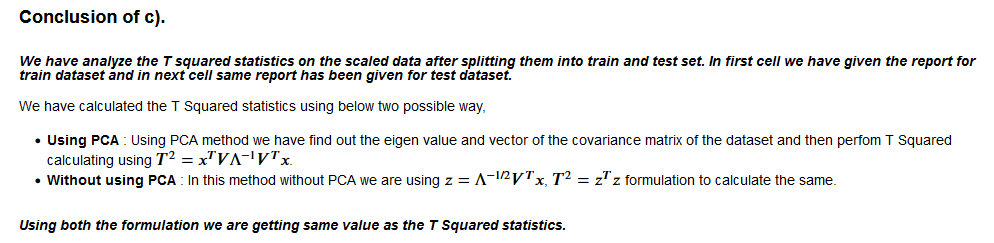 Conclusion of c).
We have analyze the T squared statistics on the scaled data after splitting them into train and test set. In first cell we have given the report for
train dataset and in next cell same report has been given for test dataset.
We have calculated the T Squared statistics using below two possible way,
• Using PCA : Using PCA method we have find out the eigen value and vector of the covariance matrix of the dataset and then perfom T Squared
calculating using T² = xᵀVΛ⁻¹Vᵀx.
• Without using PCA : In this method without PCA we are using z = Λ⁻¹/²Vᵀx, T² = zᵀz formulation to calculate the same.
Using both the formulation we are getting same value as the T Squared statistics.